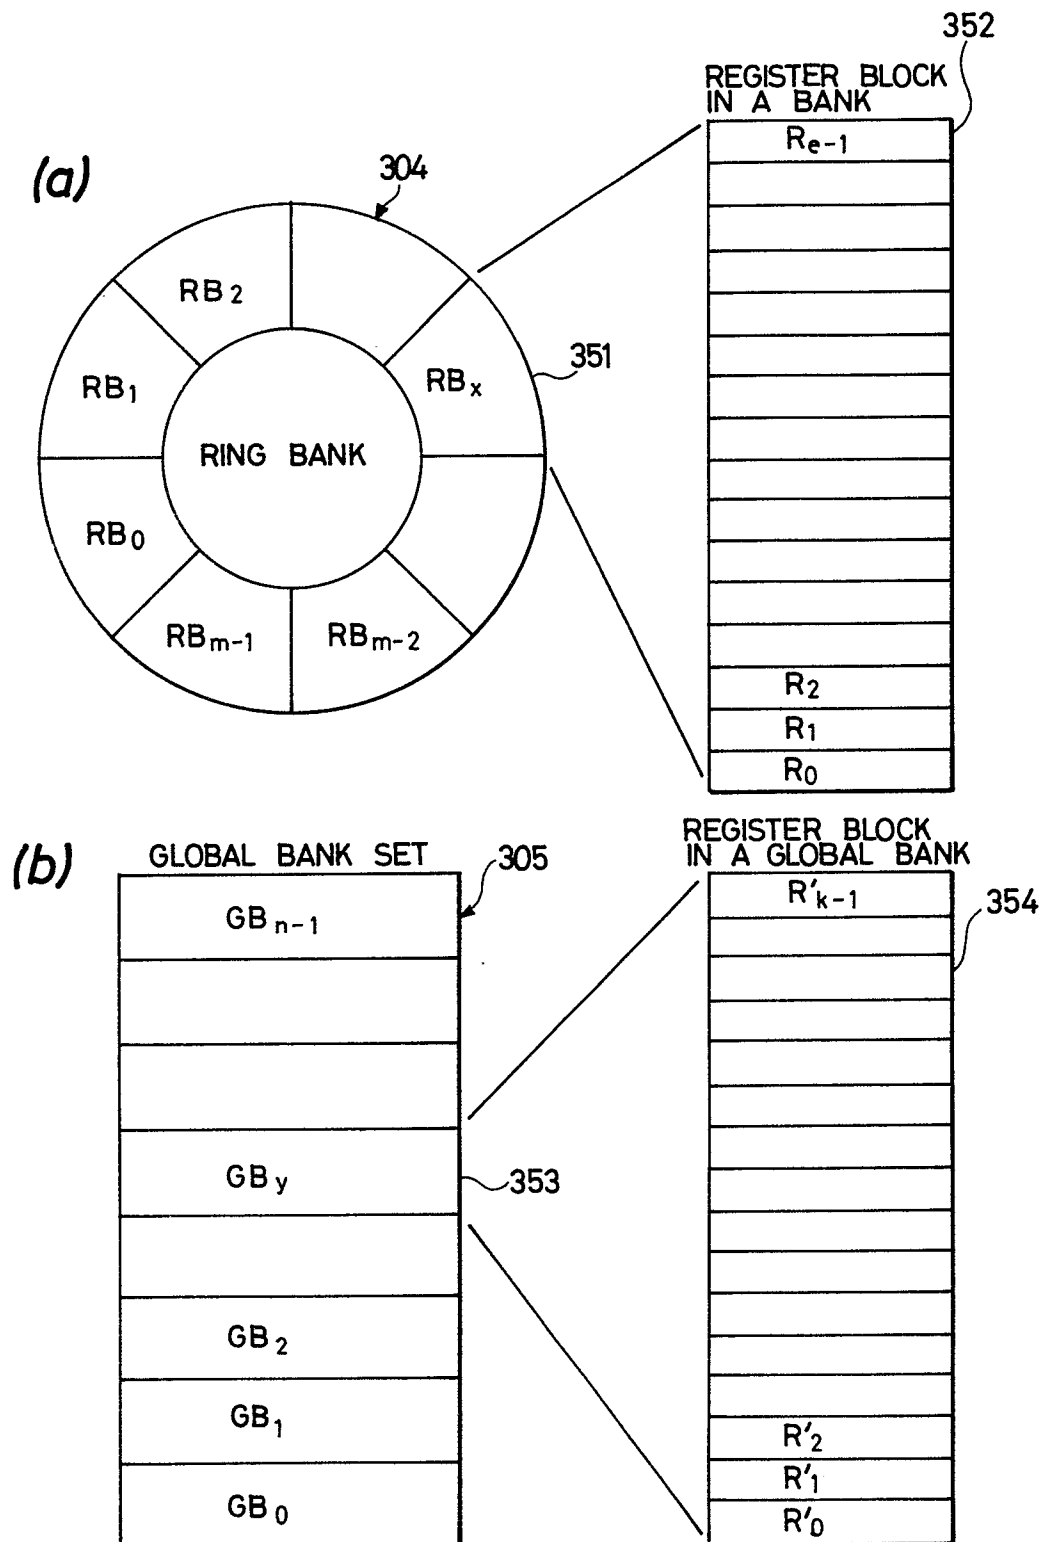 (a)
304
RB2
RB1
RBx
351
RING BANK
RB0
RBm-1
RBm-2
352
REGISTER BLOCK
IN A BANK
Re-1
R2
R1
R0
(b)
GLOBAL BANK SET
305
GBn-1
GBy
353
GB2
GB1
GB0
REGISTER BLOCK
IN A GLOBAL BANK
354
R'k-1
R'2
R'1
R'0